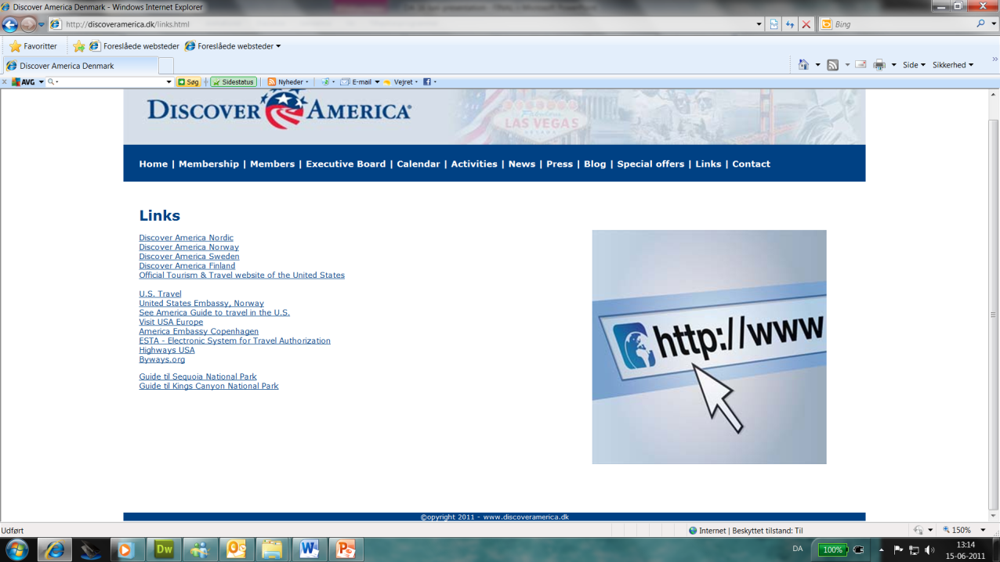 Discover America Denmark - Windows Internet Explorer
http://discoveramerica.dk/links.html
Bing
Favoritter
Foreslåede websteder
Foreslåede websteder
Discover America Denmark
Side
Sikkerhed
AVG
Søg
Sidestatus
Nyheder
E-mail
Vejret
DISCOVER AMERICA®
Fabulous
LAS VEGAS
NEVADA
Home | Membership | Members | Executive Board | Calendar | Activities | News | Press | Blog | Special offers | Links | Contact
Links
Discover America Nordic
Discover America Norway
Discover America Sweden
Discover America Finland
Official Tourism & Travel website of the United States
U.S. Travel
United States Embassy, Norway
See America Guide to travel in the U.S.
Visit USA Europe
America Embassy Copenhagen
ESTA - Electronic System for Travel Authorization
Highways USA
Byways.org
Guide til Sequoia National Park
Guide til Kings Canyon National Park
http://www
©opyright 2011 - www.discoveramerica.dk
Udført
Internet | Beskyttet tilstand: Til
150%
Dw
W
P
DA
100%
13:14
15-06-2011